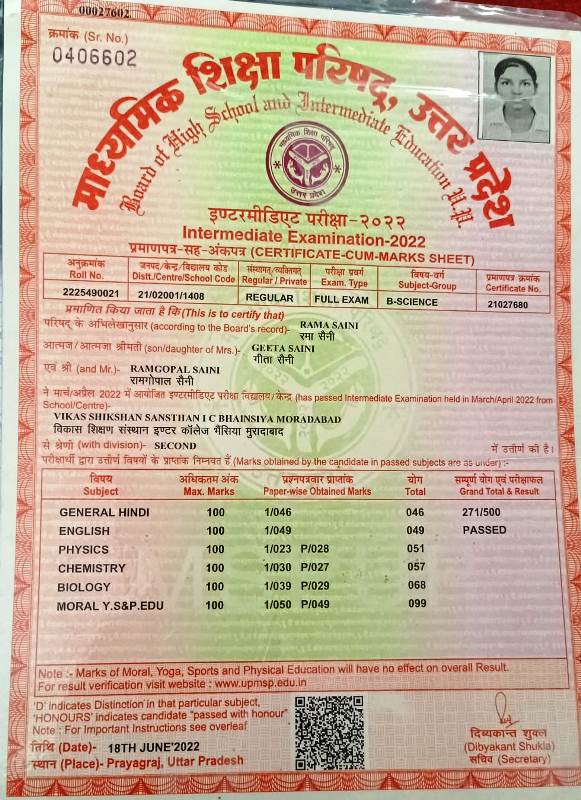 00027602
क्रमांक (Sr. No.)
0406602
माध्यमिक शिक्षा परिषद्, उत्तर प्रदेश
Board of High School and Intermediate Education U.P.
माध्यमिक शिक्षा परिषद्
उत्तर प्रदेश
इण्टरमीडिएट परीक्षा-२०२२
Intermediate Examination-2022
प्रमाणपत्र-सह-अंकपत्र (CERTIFICATE-CUM-MARKS SHEET)
अनुक्रमांक जनपद/केन्द्र/विद्यालय कोड संस्थागत/व्यक्तिगत परीक्षा प्रवर्ग विषय-वर्ग प्रमाणपत्र क्रमांक
Roll No. Distt./Centre/School Code Regular / Private Exam. Type Subject-Group Certificate No.
2225490021 21/02001/1408 REGULAR FULL EXAM B-SCIENCE 21027680
प्रमाणित किया जाता है कि(This is to certify that)
परिषद् के अभिलेखानुसार (according to the Board's record)- RAMA SAINI
रमा सैनी
आत्मज/आत्मजा श्रीमती (son/daughter of Mrs.)- GEETA SAINI
गीता सैनी
एवं श्री (and Mr.)- RAMGOPAL SAINI
रामगोपाल सैनी
ने मार्च/अप्रैल 2022 में आयोजित इण्टरमीडिएट परीक्षा विद्यालय/केन्द्र (has passed Intermediate Examination held in March/April 2022 from
School/Centre)-
VIKAS SHIKSHAN SANSTHAN I C BHAINSIYA MORADABAD
विकास शिक्षण संस्थान इण्टर कॉलेज भैंसिया मुरादाबाद
से श्रेणी (with division)- SECOND में उत्तीर्ण की है।
परीक्षार्थी द्वारा उत्तीर्ण विषयों के प्राप्तांक निम्नवत हैं (Marks obtained by the candidate in passed subjects are as under) :-
विषय अधिकतम अंक प्रश्नपत्रवार प्राप्तांक योग सम्पूर्ण योग एवं परीक्षाफल
Subject Max. Marks Paper-wise Obtained Marks Total Grand Total & Result
GENERAL HINDI 100 1/046 046 271/500
ENGLISH 100 1/049 049 PASSED
PHYSICS 100 1/023 P/028 051
CHEMISTRY 100 1/030 P/027 057
BIOLOGY 100 1/039 P/029 068
MORAL Y.S&P.EDU 100 1/050 P/049 099
Note :- Marks of Moral, Yoga, Sports and Physical Education will have no effect on overall Result.
For result verification visit website : www.upmsp.edu.in
'D' indicates Distinction in that particular subject,
'HONOURS' indicates candidate "passed with honour"
Note :- For Important Instructions see overleaf
तिथि (Date)- 18TH JUNE'2022
स्थान (Place)- Prayagraj, Uttar Pradesh
दिव्यकान्त शुक्ल
(Dibyakant Shukla)
सचिव (Secretary)